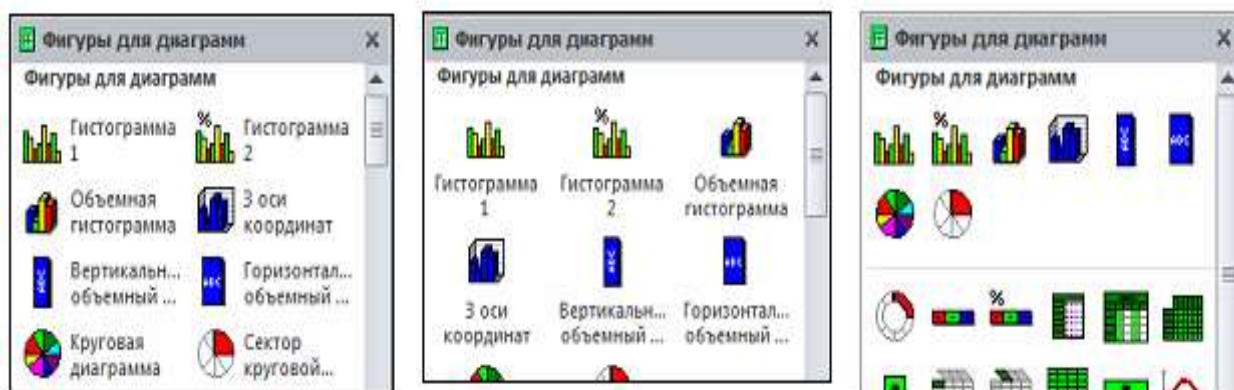 Фигуры для диаграмм X
Фигуры для диаграмм
Гистограмма
1
%
Гистограмма
2
Объемная
гистограмма
3 оси
координат
Вертикальн...
объемный ...
Горизонтал...
объемный ...
Круговая
диаграмма
Сектор
круговой...
Фигуры для диаграмм X
Фигуры для диаграмм
%
Гистограмма
1
Гистограмма
2
Объемная
гистограмма
3 оси
координат
Вертикальн...
объемный ...
Горизонтал...
объемный ...
Фигуры для диаграмм X
Фигуры для диаграмм
%
ABC
ABC
%